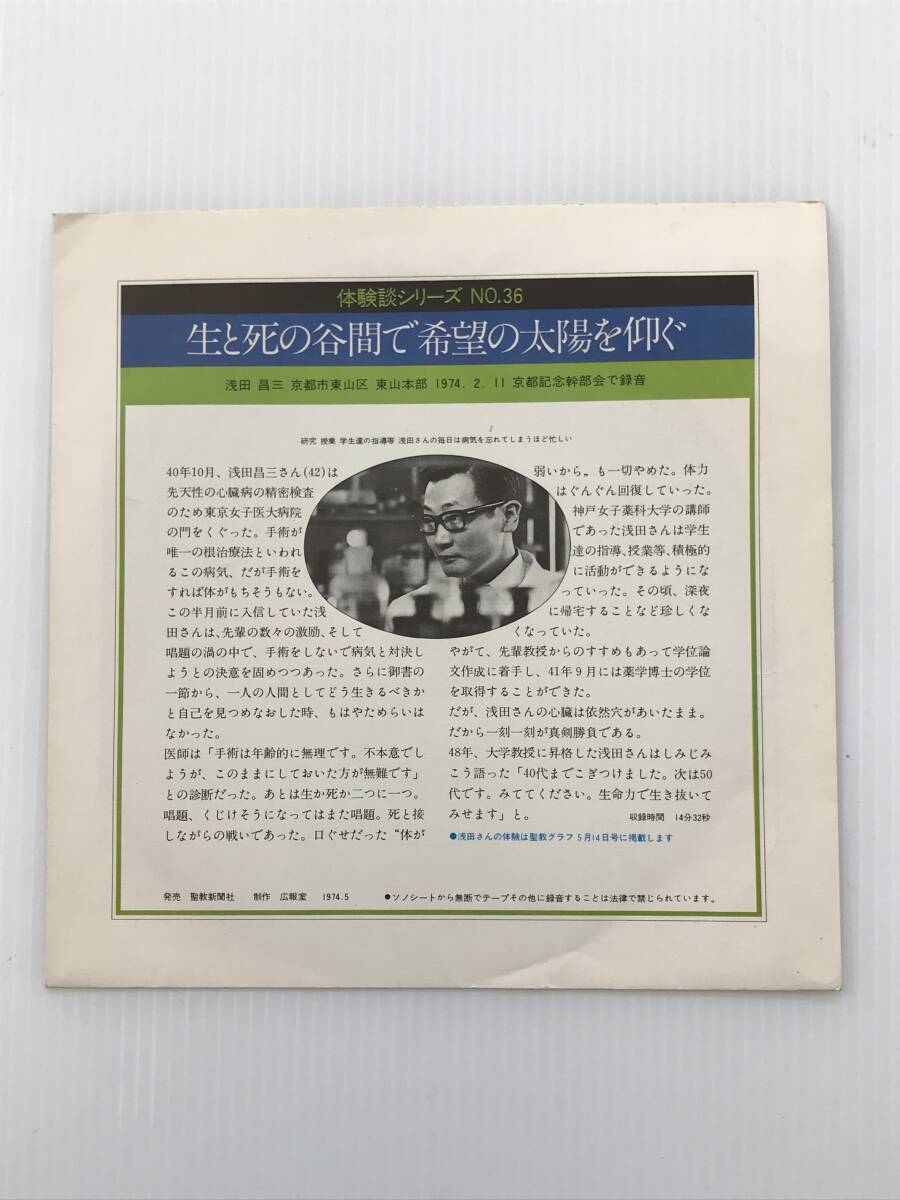 体験談シリーズ NO.36
生と死の谷間で希望の太陽を仰ぐ
浅田 昌三 京都市東山区 東山本部 1974. 2. 11 京都記念幹部会で録音
研究 授業 学生達の指導等 浅田さんの毎日は病気を忘れてしまうほど忙しい
40年10月、浅田昌三さん(42)は
先天性の心臓病の精密検査
のため東京女子医大病院
の門をくぐった。手術が
唯一の根治療法といわれ
るこの病気、だが手術を
すれば体がもちそうもない。
この半月前に入信していた浅
田さんは、先輩の数々の激励、そして
唱題の渦の中で、手術をしないで病気と対決し
ようとの決意を固めつつあった。さらに御書の
一節から、一人の人間としてどう生きるべきか
と自己を見つめなおした時、もはやためらいは
なかった。
医師は「手術は年齢的に無理です。不本意でし
ょうが、このままにしておいた方が無難です」
との診断だった。あとは生か死か二つに一つ。
唱題、くじけそうになってはまた唱題。死と接
しながらの戦いであった。口ぐせだった“体が
弱いから〟も一切やめた。体力
はぐんぐん回復していった。
神戸女子薬科大学の講師
であった浅田さんは学生
達の指導、授業等、積極的
に活動ができるようにな
っていった。その頃、深夜
に帰宅することなど珍しくな
くなっていた。
やがて、先輩教授からのすすめもあって学位論
文作成に着手し、41年9月には薬学博士の学位
を取得することができた。
だが、浅田さんの心臓は依然穴があいたまま。
だから一刻一刻が真剣勝負である。
48年、大学教授に昇格した浅田さんはしみじみ
こう語った「40代までこぎつけました。次は50
代です。みててください。生命力で生き抜いて
みせます」と。 収録時間 14分32秒
●浅田さんの体験は聖教グラフ 5月14日号に掲載します
発売 聖教新聞社 制作 広報室 1974.5 ●ソノシートから無断でテープその他に録音することは法律で禁じられています。